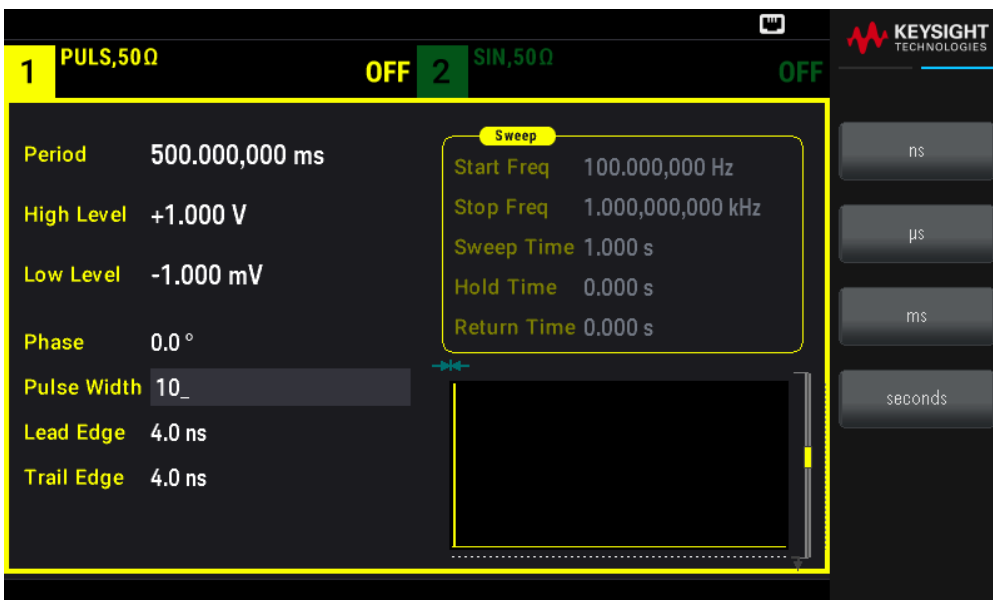 KEYSIGHT
TECHNOLOGIES
1 PULS,50Ω OFF
2 SIN,50Ω OFF
Period 500.000,000 ms
High Level +1.000 V
Low Level -1.000 mV
Phase 0.0 °
Pulse Width 10_
Lead Edge 4.0 ns
Trail Edge 4.0 ns
Sweep
Start Freq 100.000,000 Hz
Stop Freq 1.000,000,000 kHz
Sweep Time 1.000 s
Hold Time 0.000 s
Return Time 0.000 s
ns
µs
ms
seconds